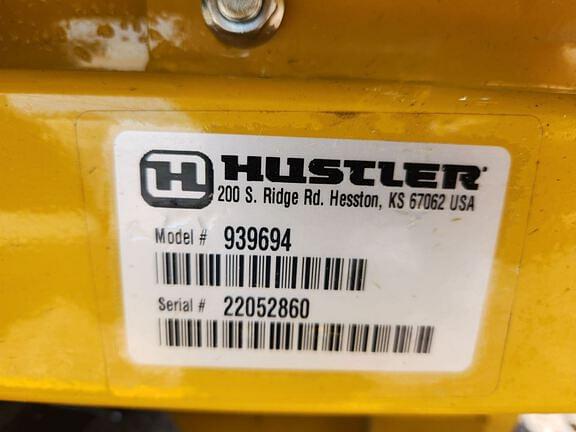 H HUSTLER
200 S. Ridge Rd. Hesston, KS 67062 USA
Model # 939694
Serial # 22052860